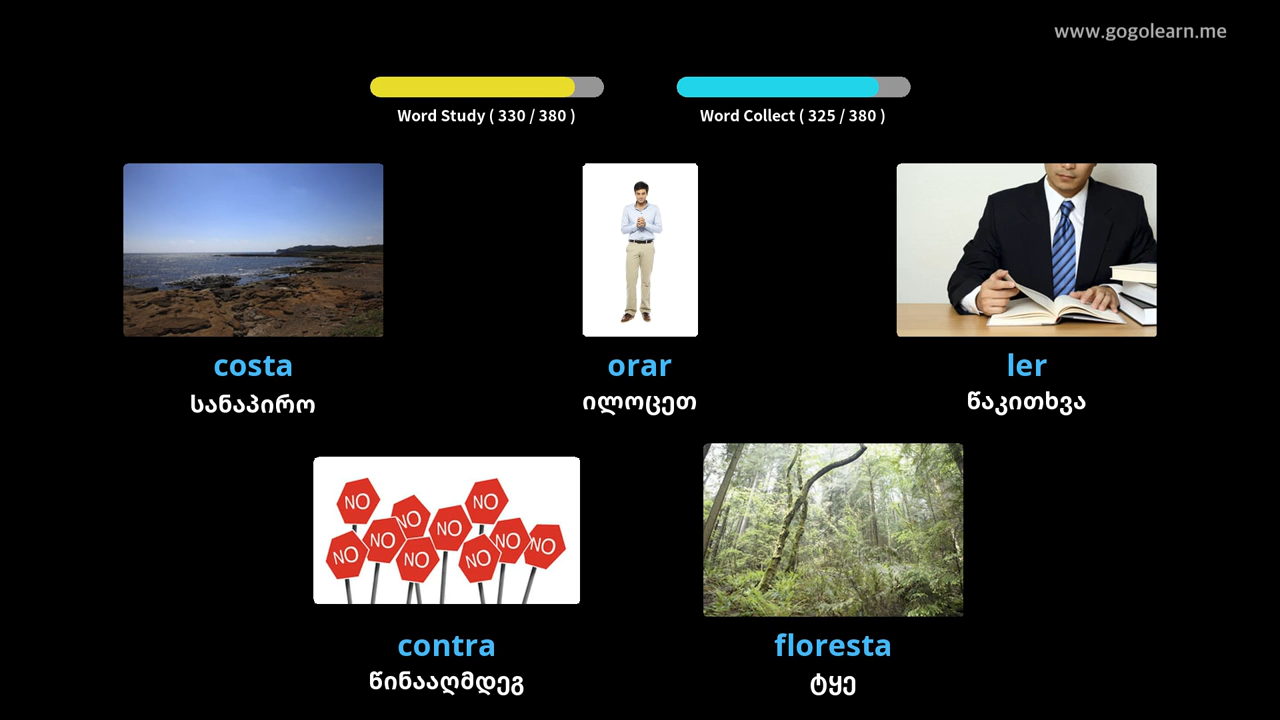 www.gogolearn.me
Word Study ( 330 / 380 )
Word Collect ( 325 / 380 )
costa
სანაპირო
orar
ილოცეთ
ler
წაკითხვა
NO
NO
NO
NO
NO
NO
NO
NO
NO
NO
contra
წინააღმდეგ
floresta
ტყე